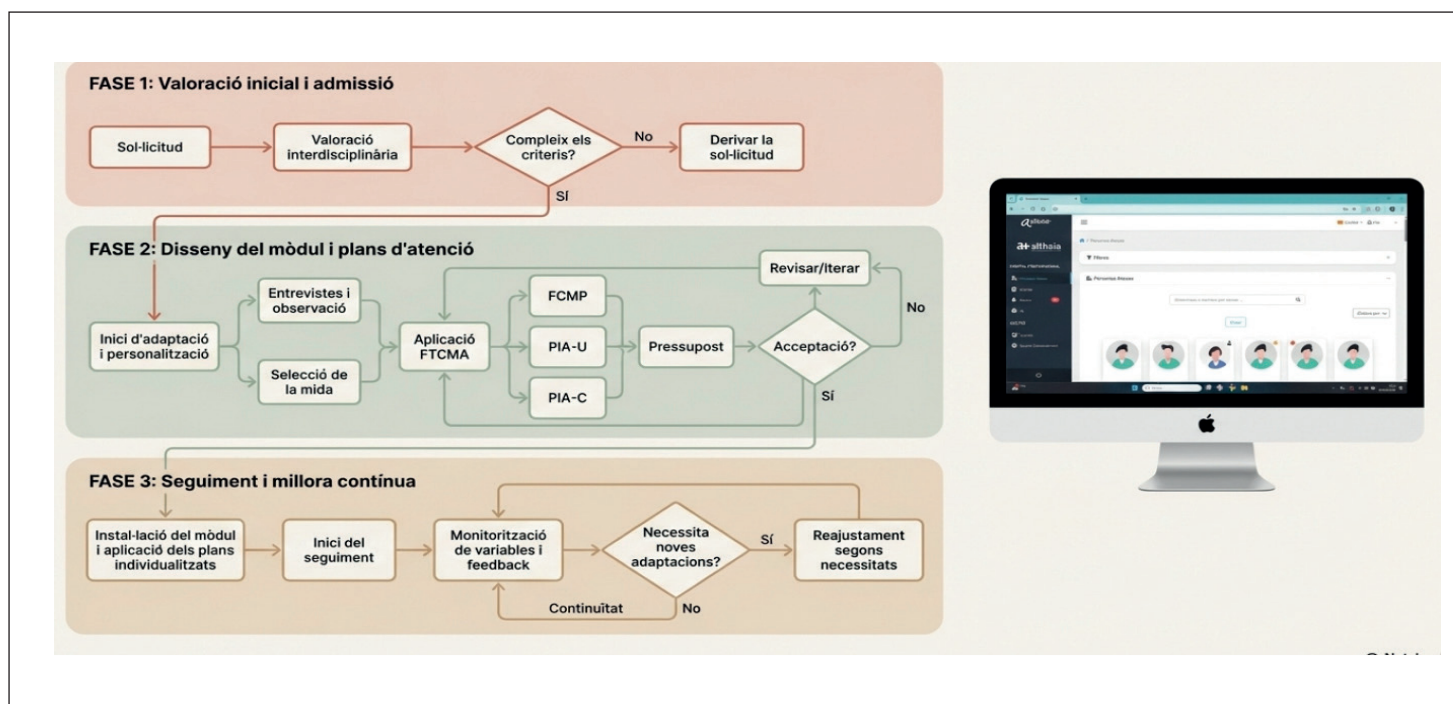 FASE 1: Valoració inicial i admissió
Sol·licitud
Valoració
interdisciplinària
Compleix els
criteris?
No
Derivar la
sol·licitud
Sí
FASE 2: Disseny del mòdul i plans d'atenció
Inici d'adaptació
i personalització
Entrevistes i
observació
Selecció de
la mida
Aplicació
FTCMA
FCMP
PIA-U
PIA-C
Pressupost
Revisar/Iterar
Acceptació?
No
Sí
FASE 3: Seguiment i millora contínua
Instal·lació del mòdul
i aplicació dels plans
individualitzats
Inici del
seguiment
Monitorització
de variables i
feedback
Necessita
noves
adaptacions?
Sí
Reajustament
segons
necessitats
Continuïtat
No
althaia
Filtres